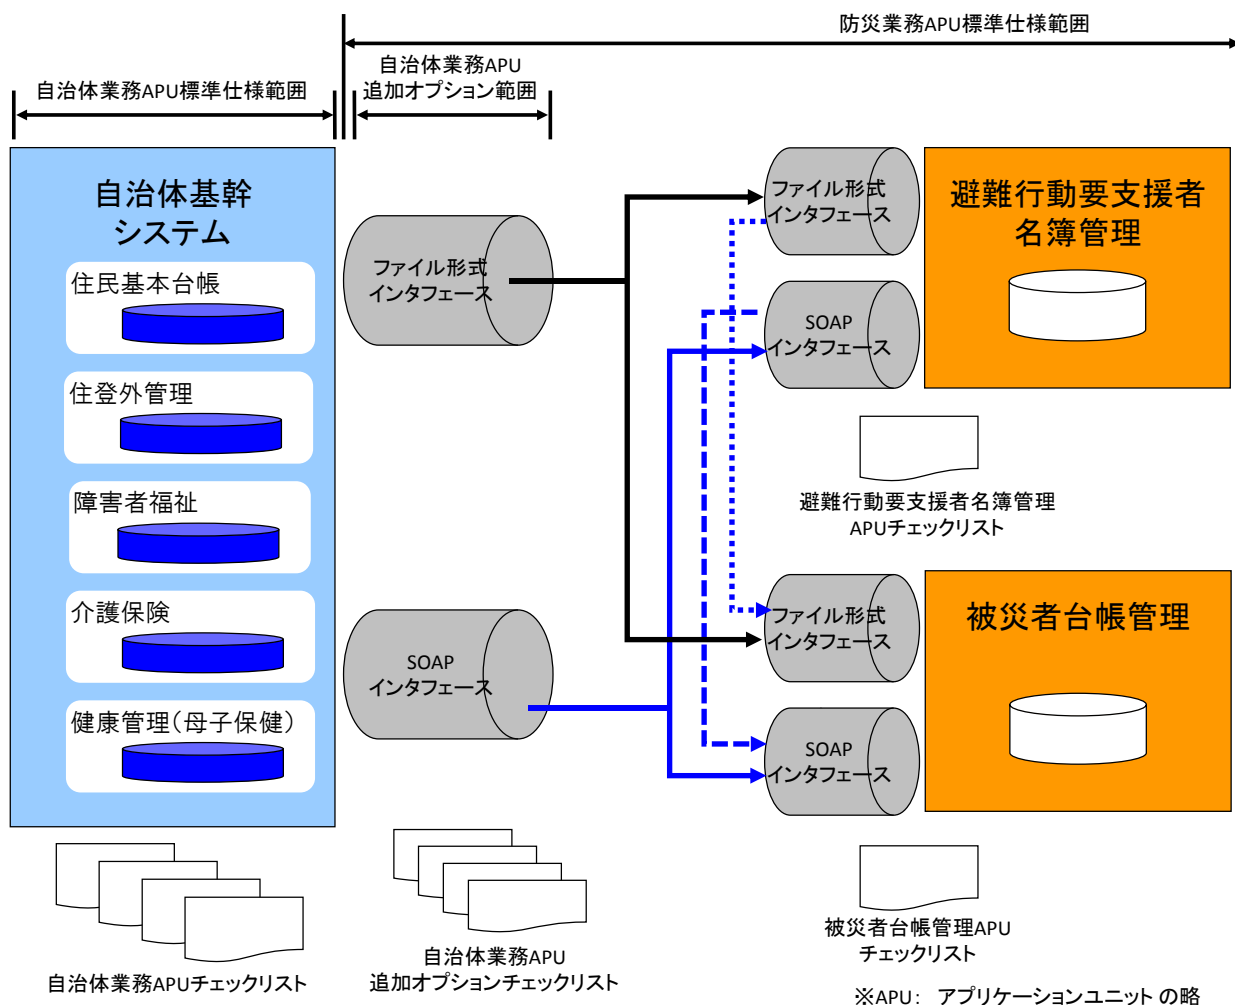 防災業務APU標準仕様範囲
自治体業務APU
追加オプション範囲
自治体業務APU標準仕様範囲
自治体基幹
システム
住民基本台帳
住登外管理
障害者福祉
介護保険
健康管理(母子保健)
ファイル形式
インタフェース
SOAP
インタフェース
ファイル形式
インタフェース
SOAP
インタフェース
避難行動要支援者
名簿管理
避難行動要支援者名簿管理
APUチェックリスト
ファイル形式
インタフェース
SOAP
インタフェース
被災者台帳管理
自治体業務APUチェックリスト
自治体業務APU
追加オプションチェックリスト
被災者台帳管理APU
チェックリスト
※APU: アプリケーションユニット の略